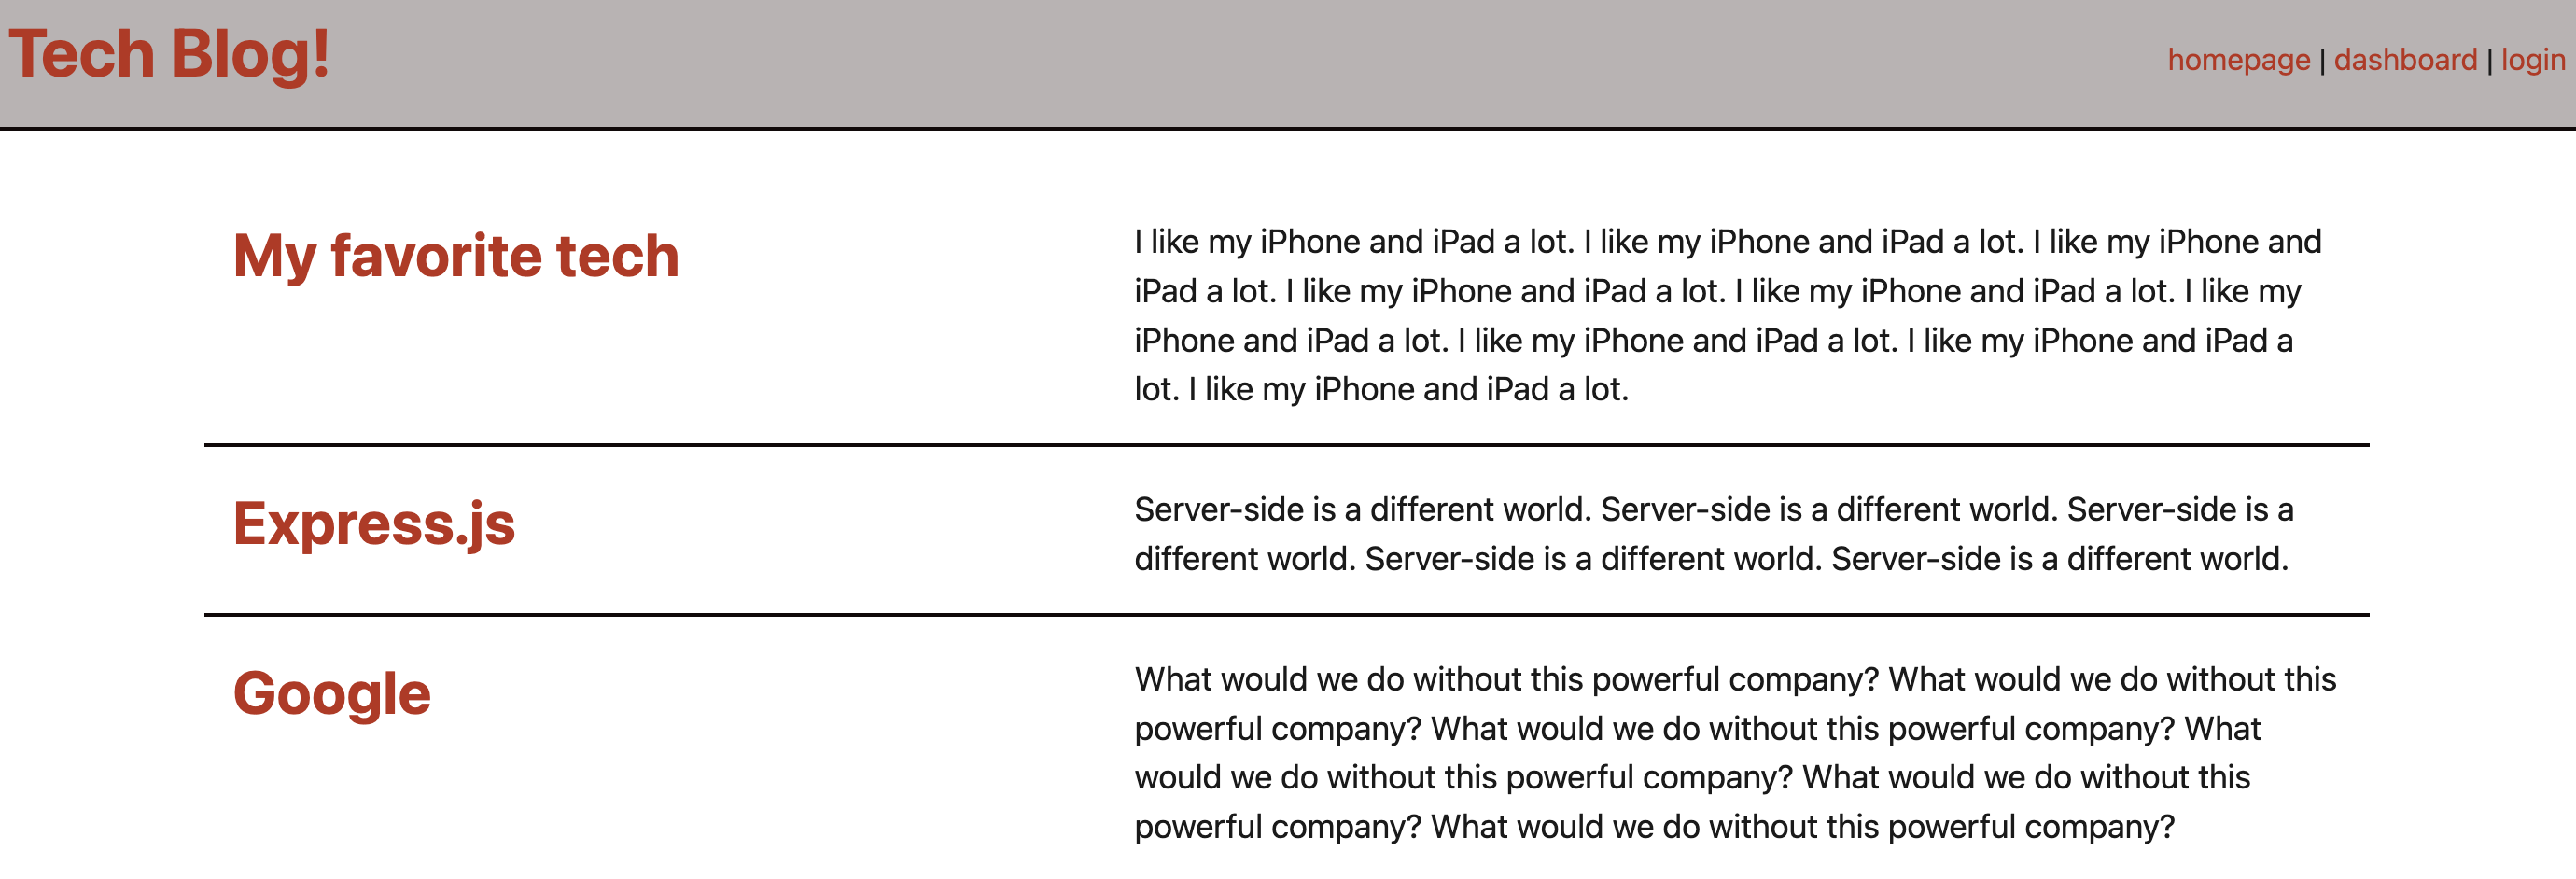 Tech Blog!
homepage | dashboard | login
My favorite tech
I like my iPhone and iPad a lot. I like my iPhone and iPad a lot. I like my iPhone and
iPad a lot. I like my iPhone and iPad a lot. I like my iPhone and iPad a lot. I like my
iPhone and iPad a lot. I like my iPhone and iPad a lot. I like my iPhone and iPad a
lot. I like my iPhone and iPad a lot.
Express.js
Server-side is a different world. Server-side is a different world. Server-side is a
different world. Server-side is a different world. Server-side is a different world.
Google
What would we do without this powerful company? What would we do without this
powerful company? What would we do without this powerful company? What
would we do without this powerful company? What would we do without this
powerful company? What would we do without this powerful company?